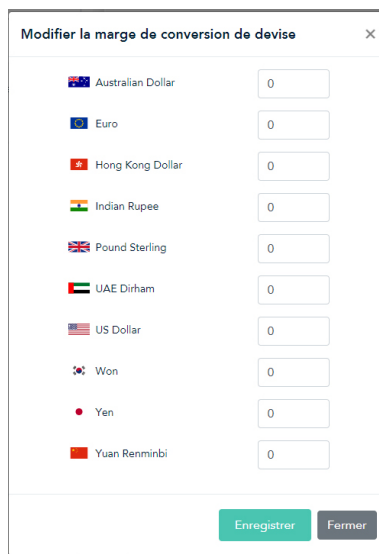 Modifier la marge de conversion de devise ×
Australian Dollar 0
Euro 0
Hong Kong Dollar 0
Indian Rupee 0
Pound Sterling 0
UAE Dirham 0
US Dollar 0
Won 0
Yen 0
Yuan Renminbi 0
Enregistrer Fermer